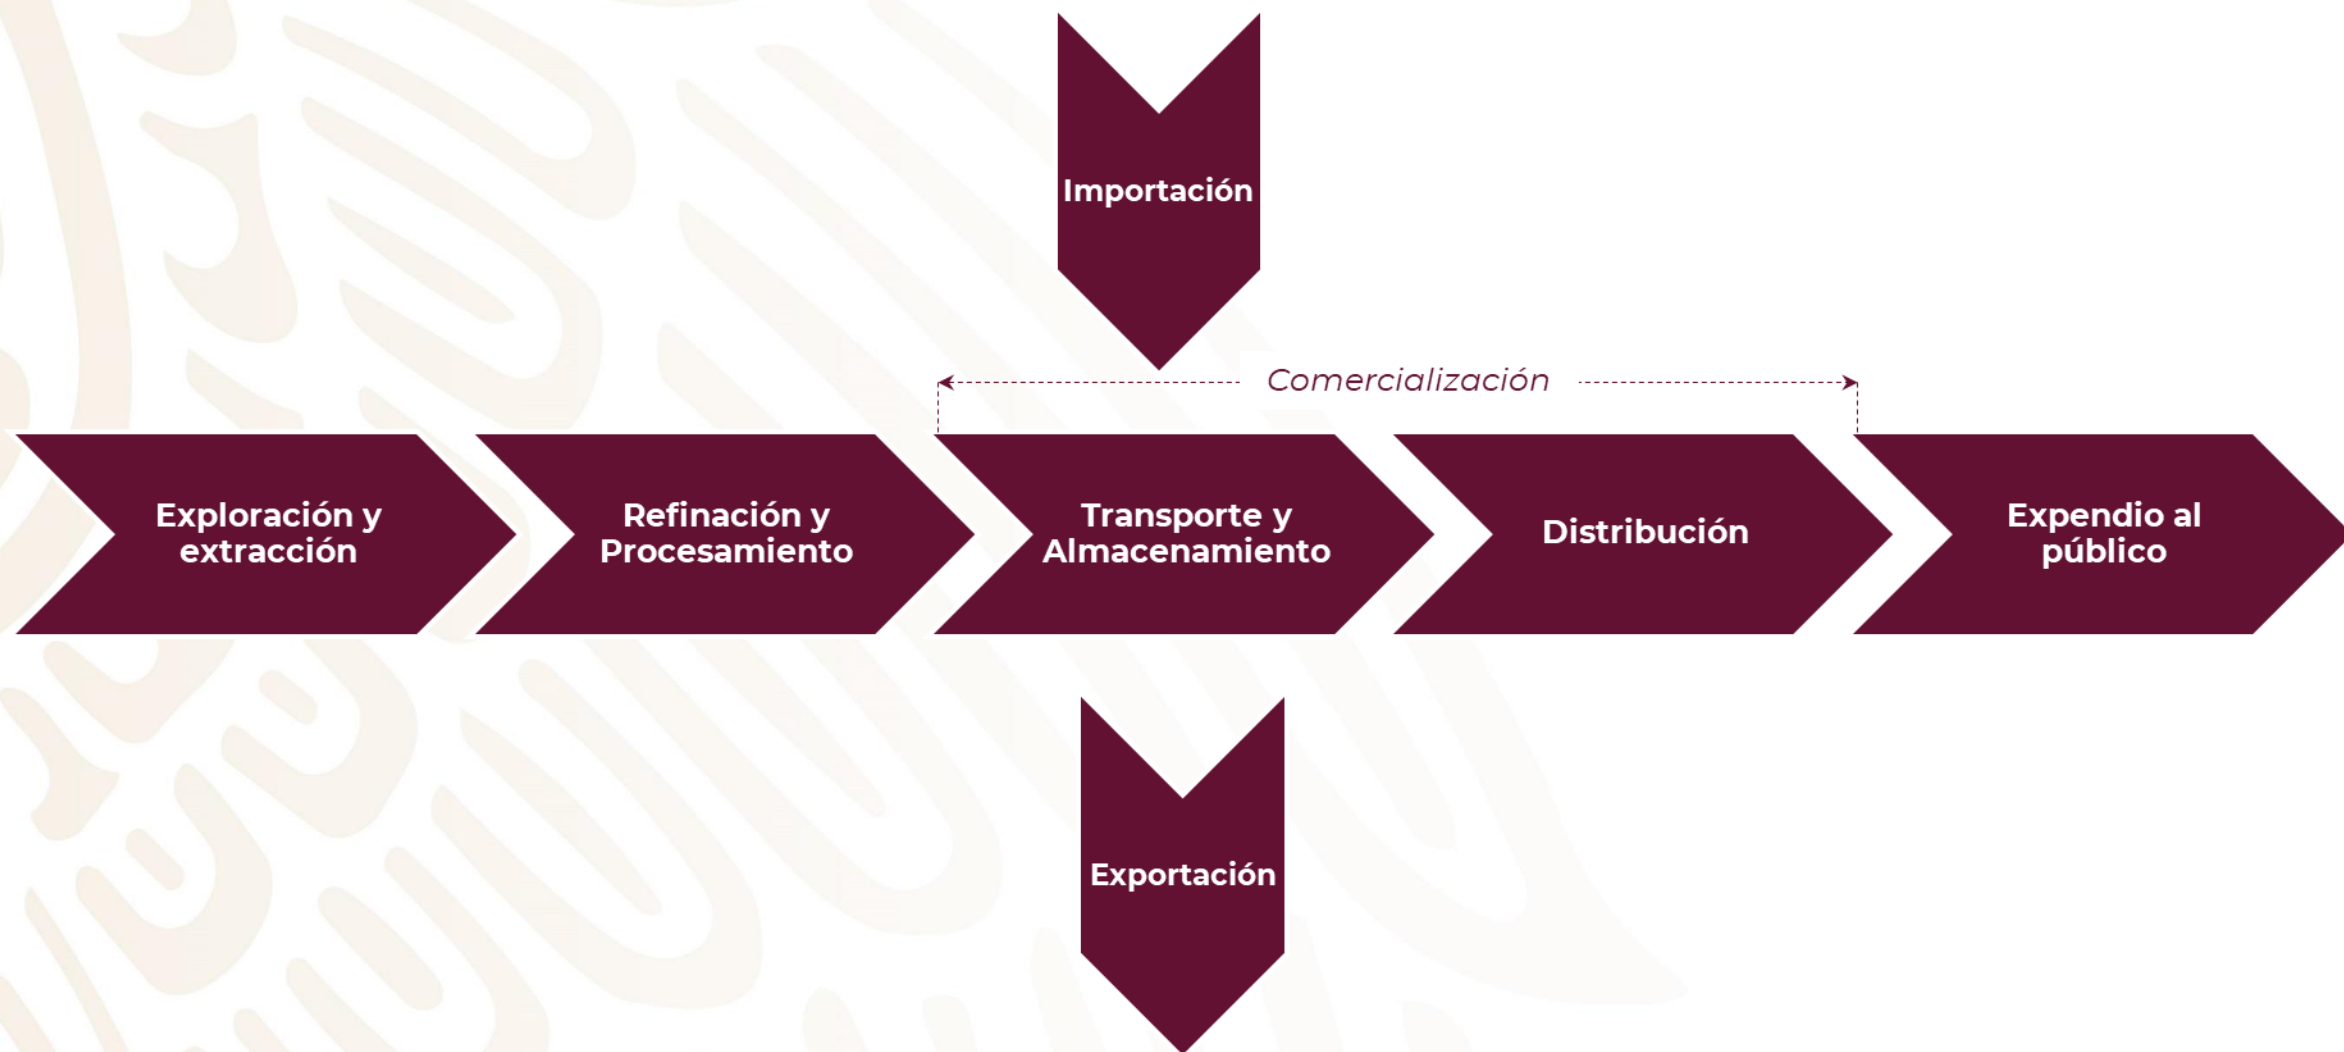 Importación
Comercialización
Exploración y
extracción
Refinación y
Procesamiento
Transporte y
Almacenamiento
Distribución
Expendio al
público
Exportación